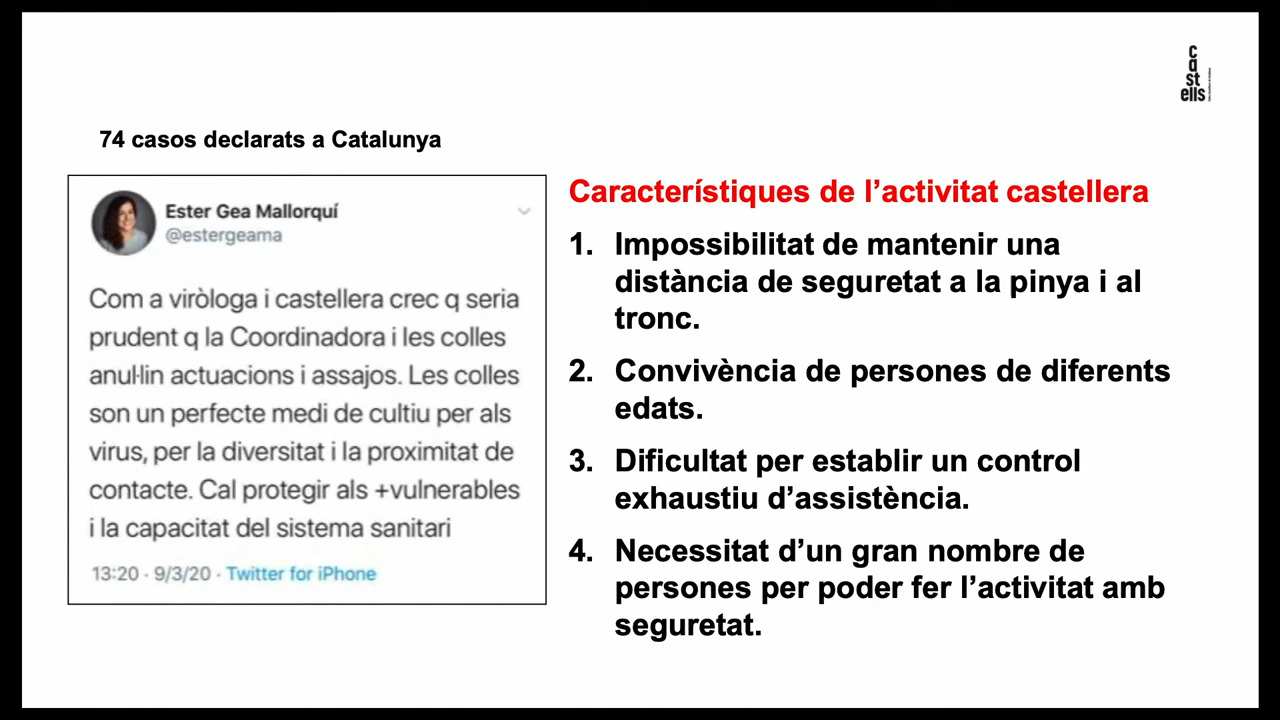 c
a
st
ells
74 casos declarats a Catalunya
Ester Gea Mallorquí
@estergeama
Com a viròloga i castellera crec q seria
prudent q la Coordinadora i les colles
anul·lin actuacions i assajos. Les colles
son un perfecte medi de cultiu per als
virus, per la diversitat i la proximitat de
contacte. Cal protegir als +vulnerables
i la capacitat del sistema sanitari
13:20 · 9/3/20 · Twitter for iPhone
Característiques de l’activitat castellera
1. Impossibilitat de mantenir una
distància de seguretat a la pinya i al
tronc.
2. Convivència de persones de diferents
edats.
3. Dificultat per establir un control
exhaustiu d’assistència.
4. Necessitat d’un gran nombre de
persones per poder fer l’activitat amb
seguretat.